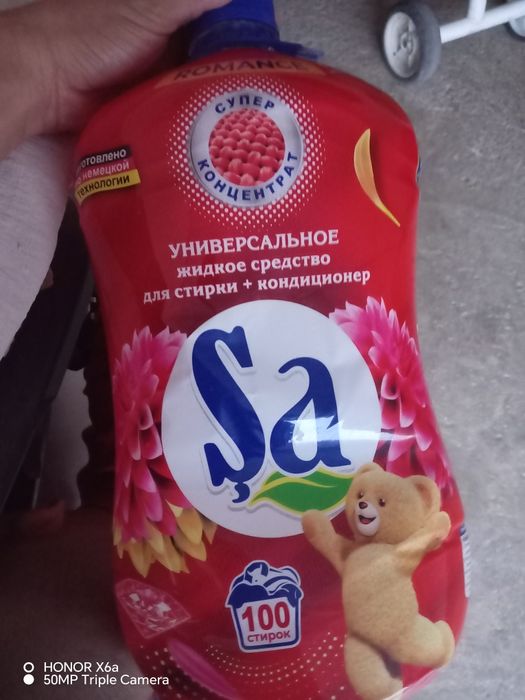 ROMANCE
СУПЕР
КОНЦЕНТРАТ
готовлено
немецкой
технологии
УНИВЕРСАЛЬНОЕ
жидкое средство
для стирки + кондиционер
Şa
100
стирок
HONOR X6a
50MP Triple Camera